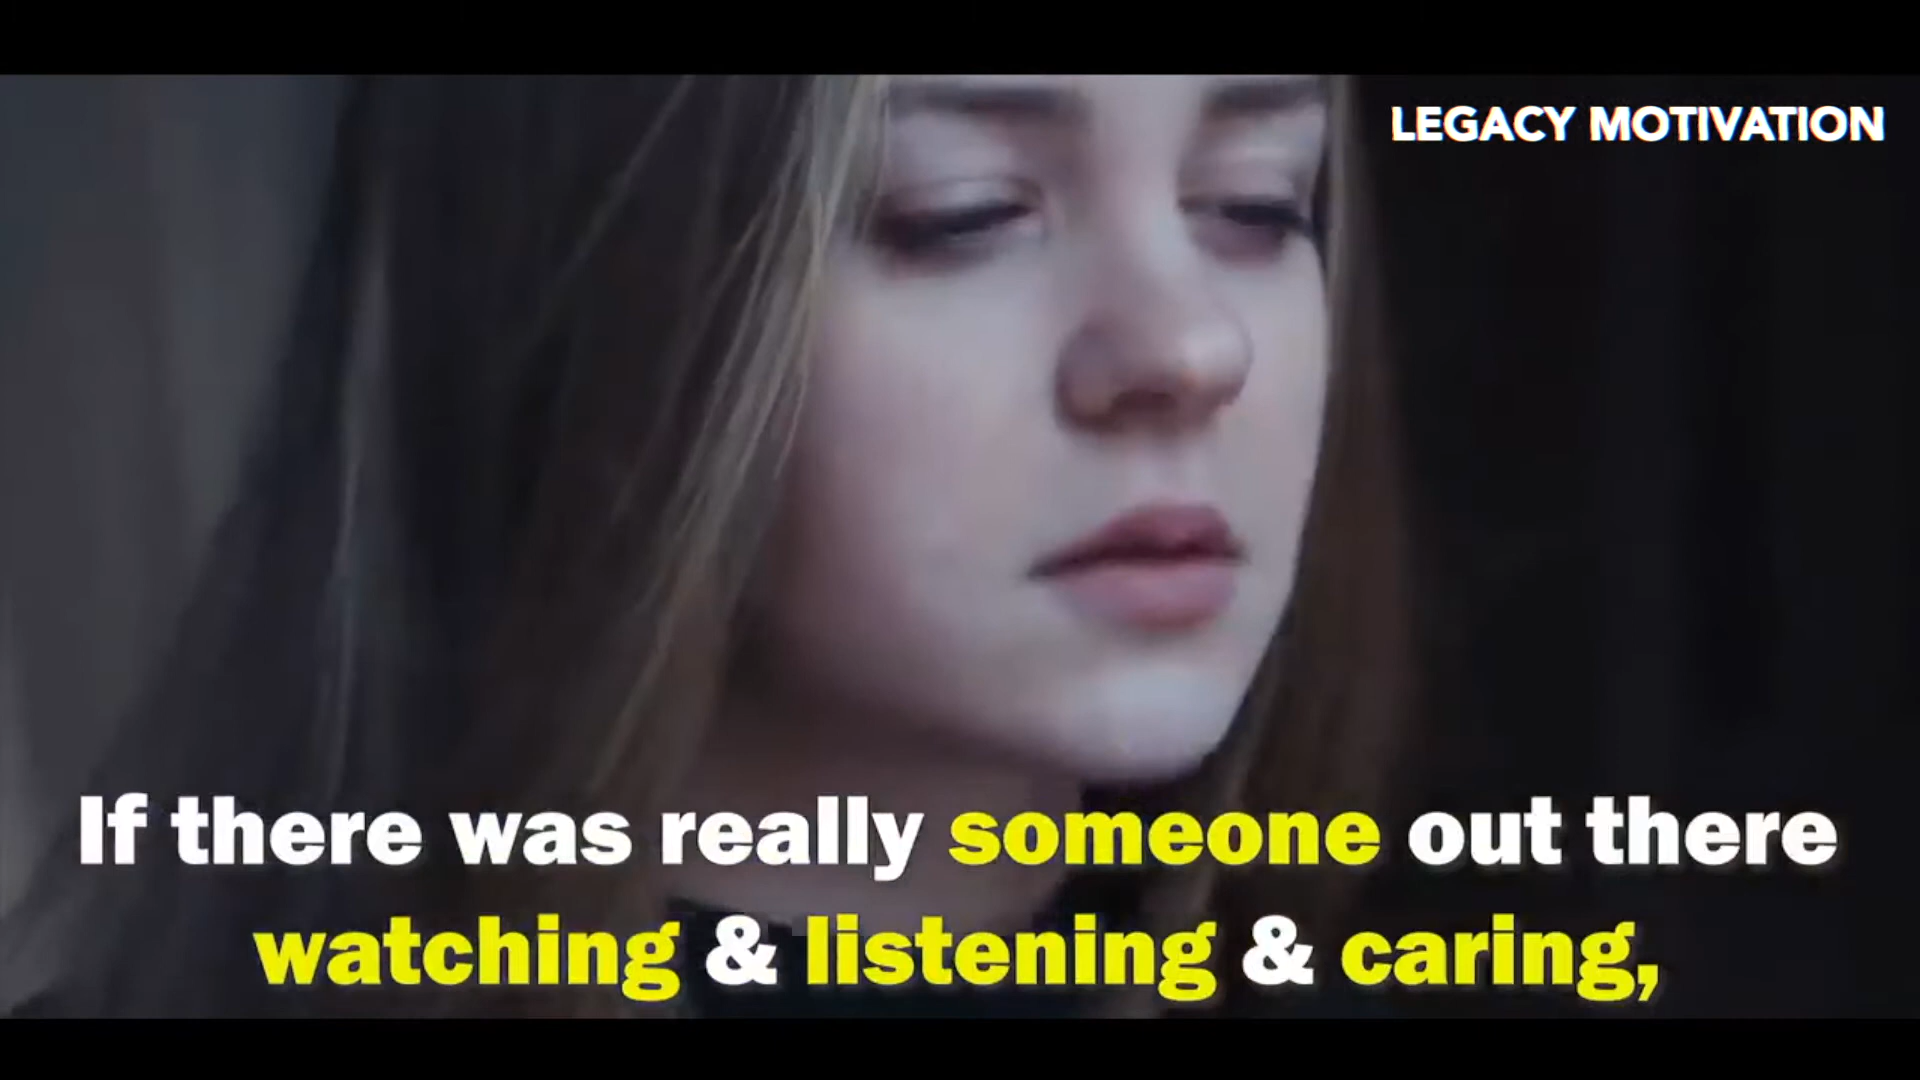 LEGACY MOTIVATION
If there was really someone out there
watching & listening & caring,